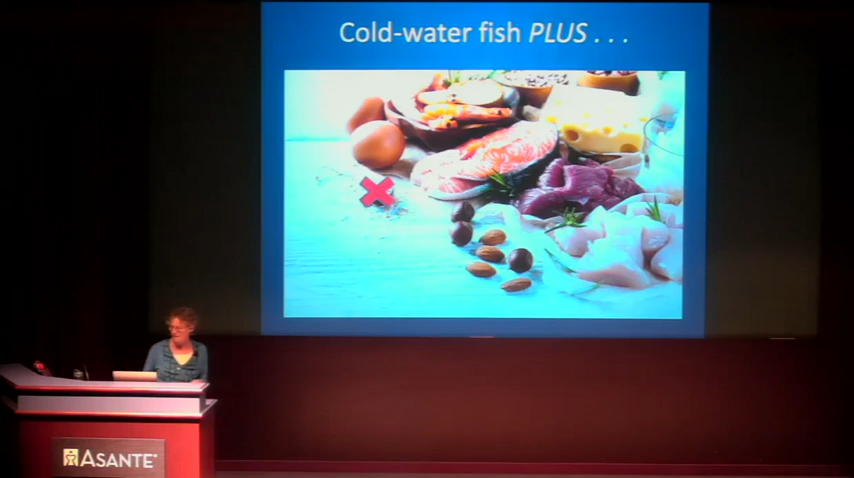 Cold-water fish PLUS . . .
ASANTE